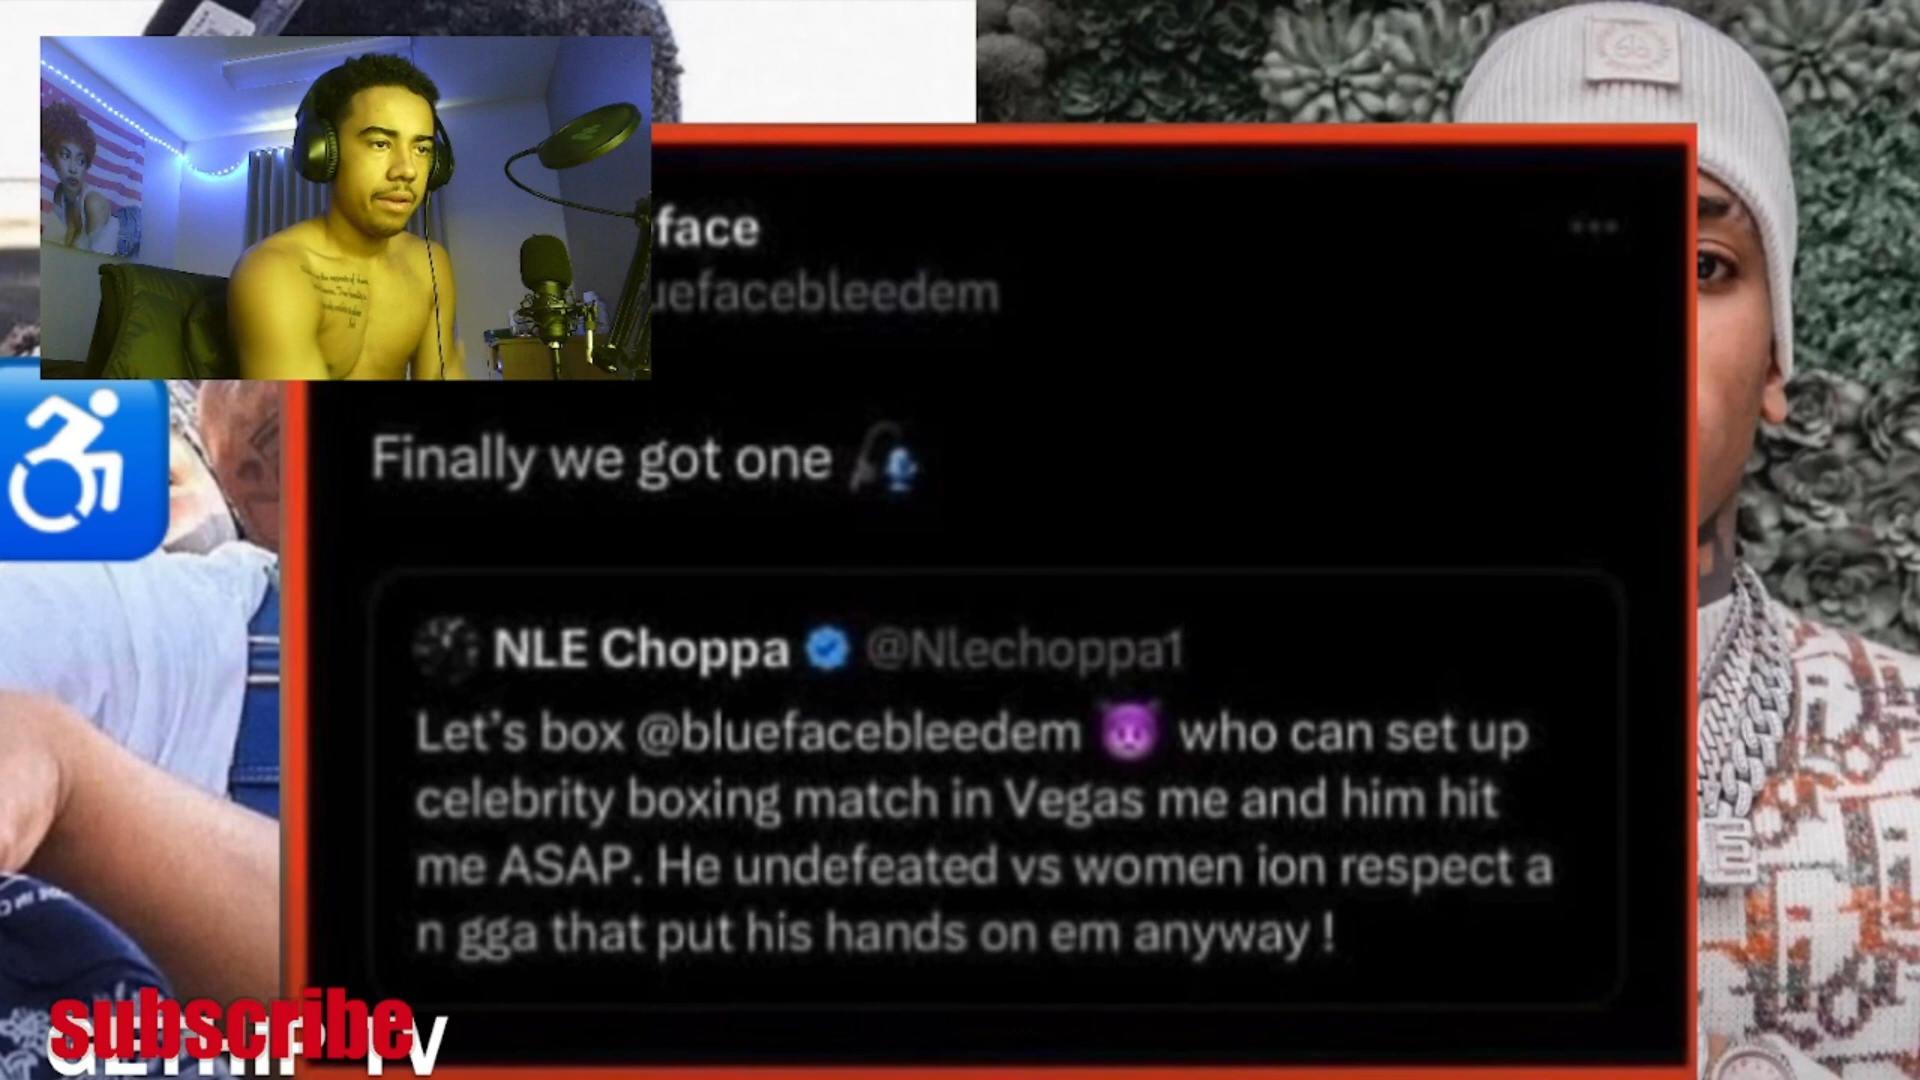 face
uefacebleedem
Finally we got one
NLE Choppa @Nlechoppa1
Let's box @bluefacebleedem 😈 who can set up
celebrity boxing match in Vegas me and him hit
me ASAP. He undefeated vs women ion respect a
n gga that put his hands on em anyway !
subscribe
TV